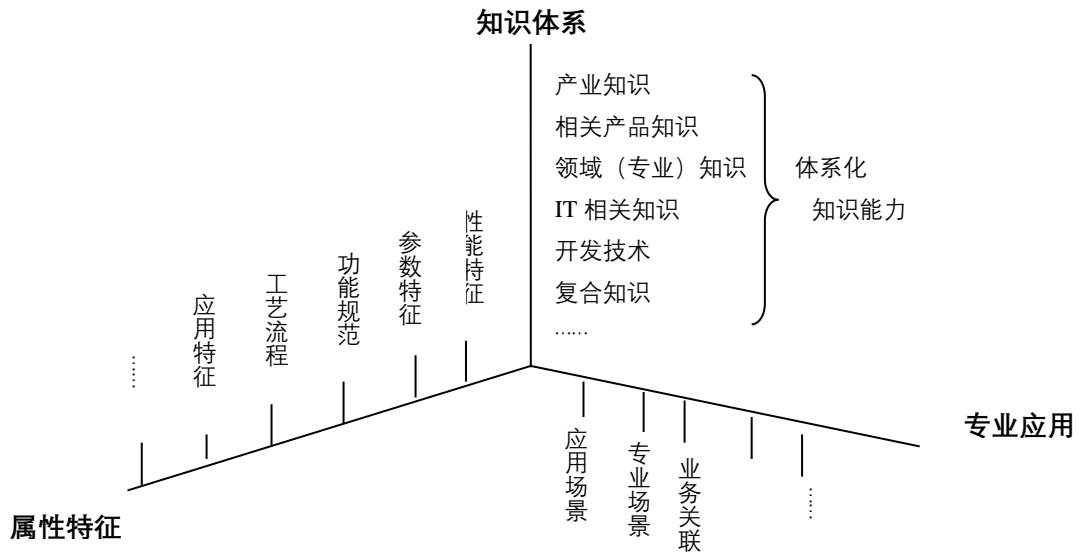 知识体系
产业知识
相关产品知识
领域（专业）知识
IT 相关知识
开发技术
复合知识
……
体系化
知识能力
性能特征
参数特征
功能规范
工艺流程
应用特征
……
属性特征
应用场景
专业场景
业务关联
……
专业应用